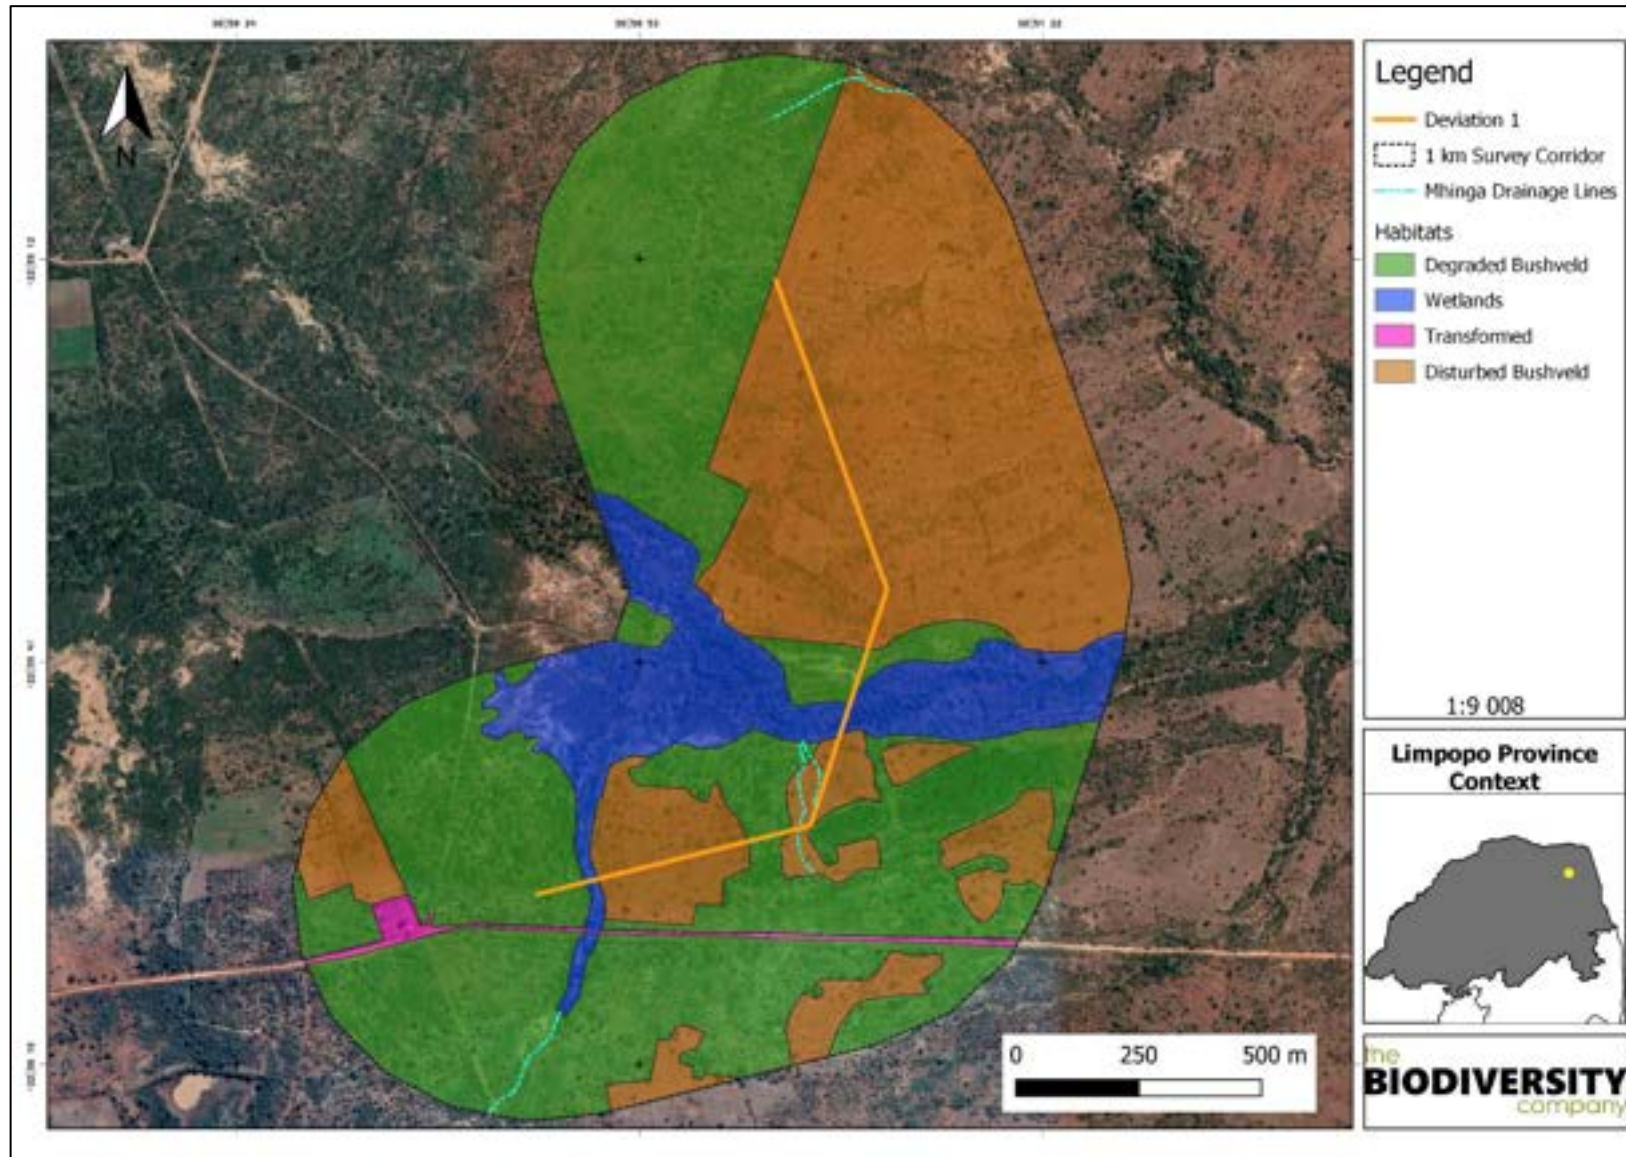 N
Legend
Deviation 1
1 km Survey Corridor
Mhinga Drainage Lines
Habitats
Degraded Bushveld
Wetlands
Transformed
Disturbed Bushveld
1:9 008
Limpopo Province
Context
0 250 500 m
the
BIODIVERSITY
company